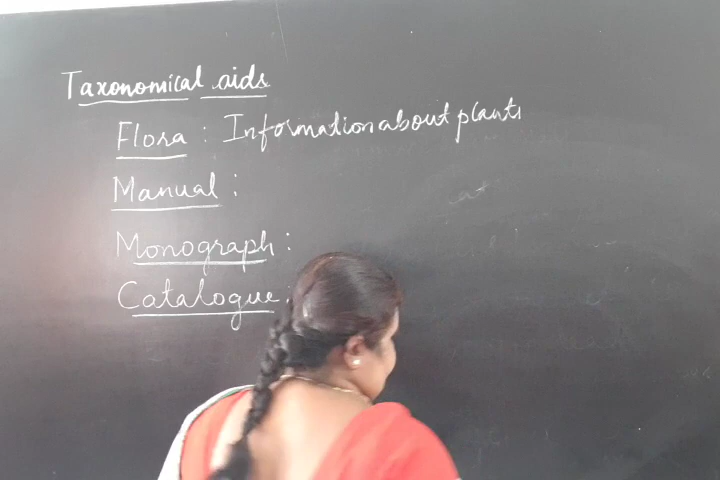 Taxonomical aids
Flora : Information about plants
Manual :
Monograph :
Catalogue :